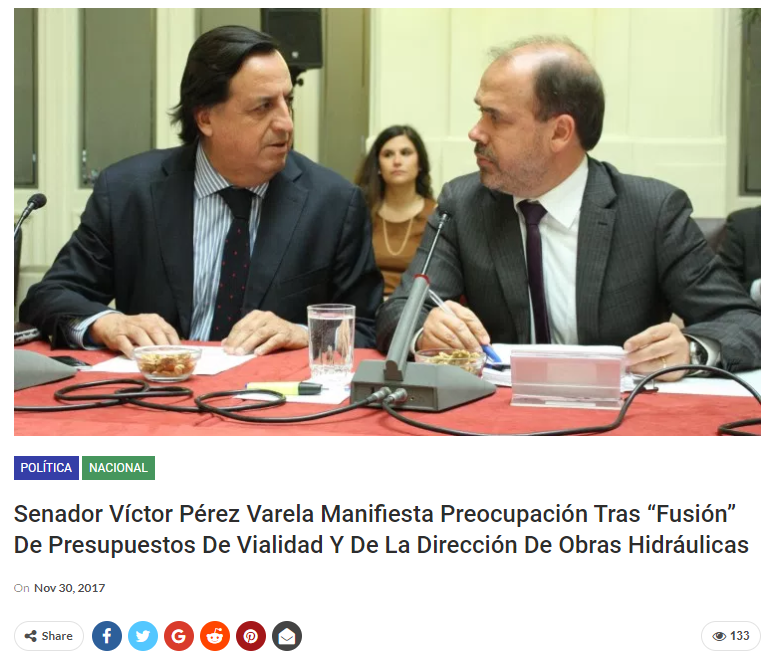 POLÍTICA NACIONAL
Senador Víctor Pérez Varela Manifiesta Preocupación Tras “Fusión”
De Presupuestos De Vialidad Y De La Dirección De Obras Hidráulicas
On Nov 30, 2017
Share 133